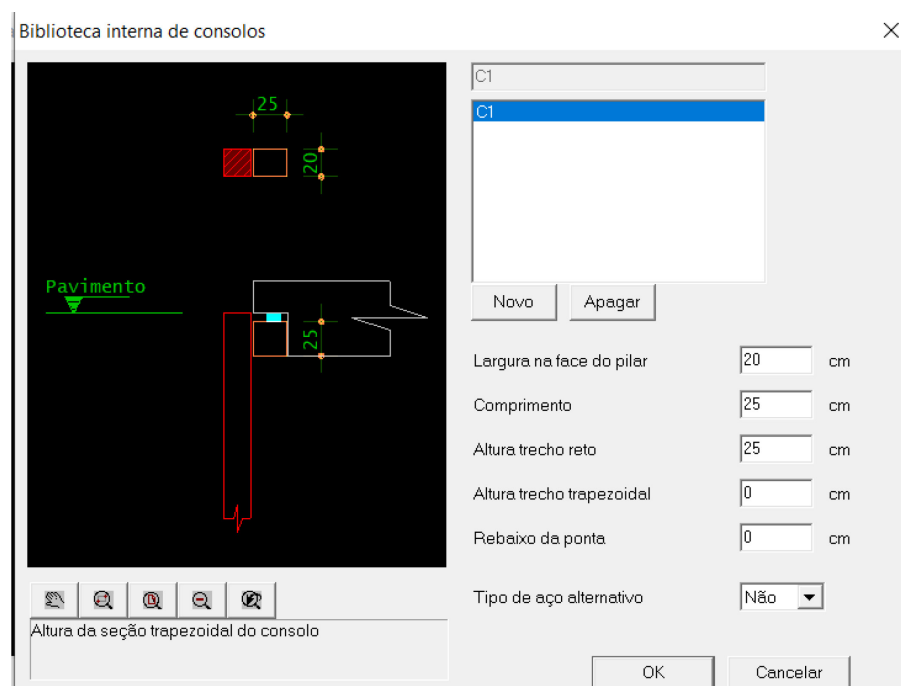 Biblioteca interna de consolos
25
20
Pavimento
25
Altura da seção trapezoidal do consolo
C1
C1
Novo Apagar
Largura na face do pilar 20 cm
Comprimento 25 cm
Altura trecho reto 25 cm
Altura trecho trapezoidal 0 cm
Rebaixo da ponta 0 cm
Tipo de aço alternativo Não
OK Cancelar